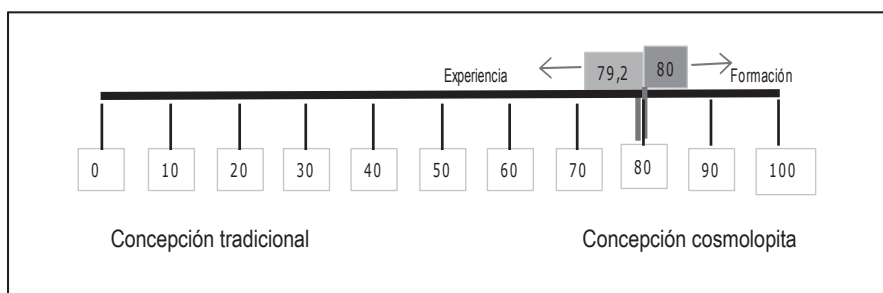 Experiencia 79,2 80 Formación
0 10 20 30 40 50 60 70 80 90 100
Concepción tradicional Concepción cosmolopita